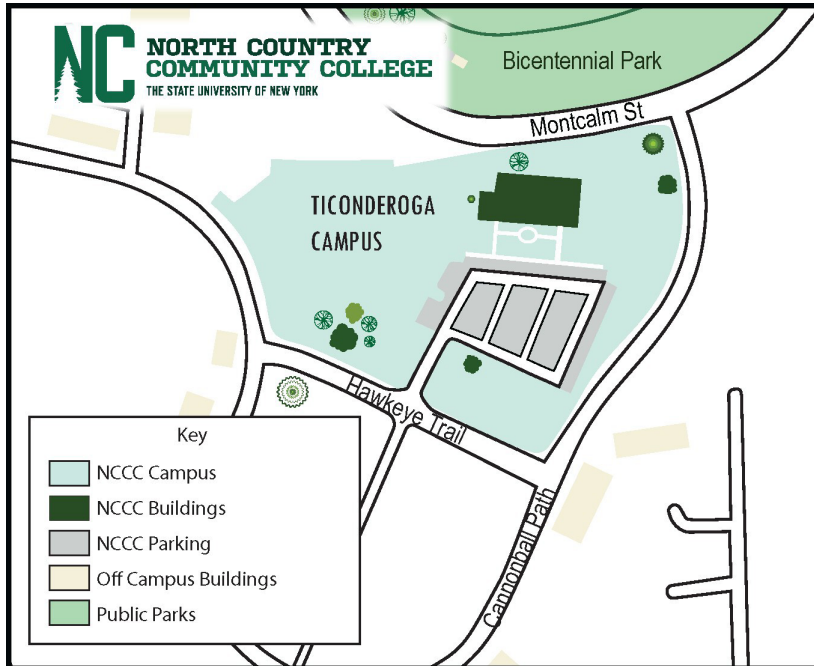 NC
NORTH COUNTRY
COMMUNITY COLLEGE
THE STATE UNIVERSITY OF NEW YORK
Bicentennial Park
Montcalm St
TICONDEROGA
CAMPUS
Hawkeye Trail
Cannonball Path
Key
NCCC Campus
NCCC Buildings
NCCC Parking
Off Campus Buildings
Public Parks